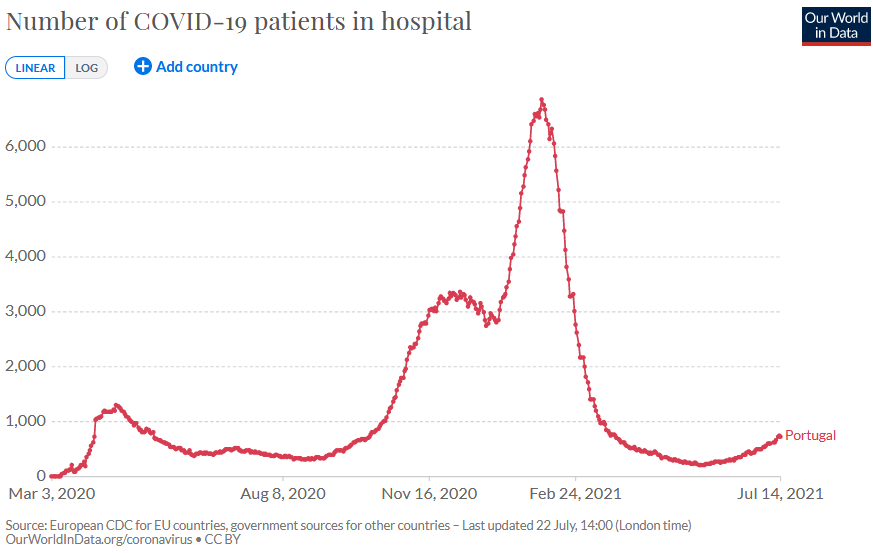 Number of COVID-19 patients in hospital
Our World
in Data
LINEAR LOG
Add country
6,000
5,000
4,000
3,000
2,000
1,000
0
Portugal
Mar 3, 2020 Aug 8, 2020 Nov 16, 2020 Feb 24, 2021 Jul 14, 2021
Source: European CDC for EU countries, government sources for other countries – Last updated 22 July, 14:00 (London time)
OurWorldInData.org/coronavirus • CC BY